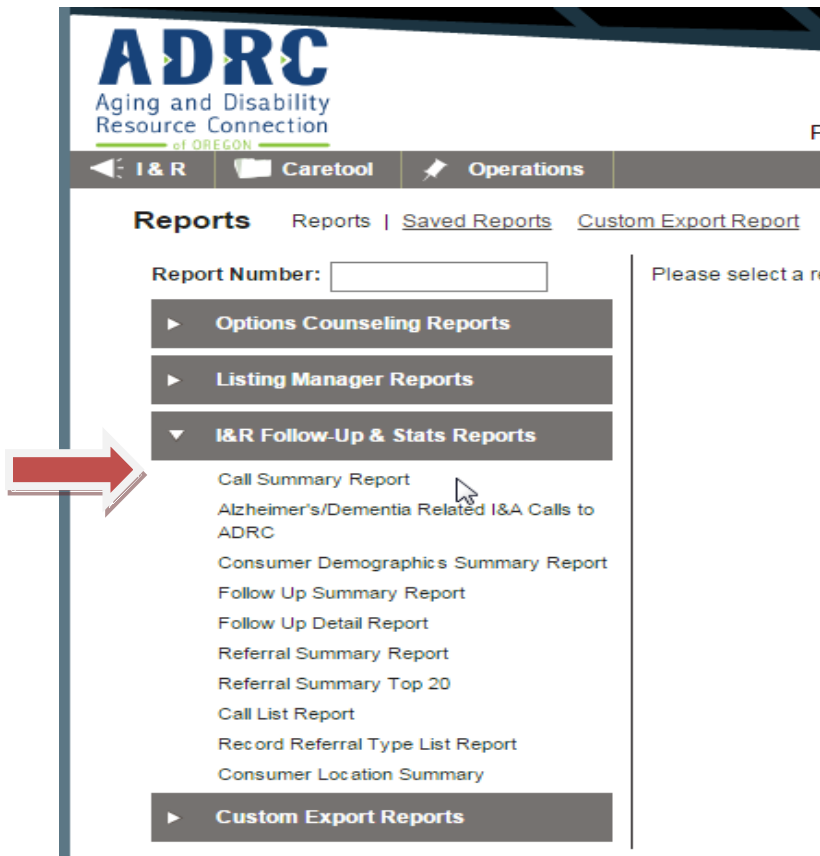 ADRC
Aging and Disability
Resource Connection
of OREGON
F
I & R Caretool Operations
Reports Reports | Saved Reports Custom Export Report
Report Number: Please select a r
Options Counseling Reports
Listing Manager Reports
I&R Follow-Up & Stats Reports
Call Summary Report
Alzheimer's/Dementia Related I&A Calls to
ADRC
Consumer Demographics Summary Report
Follow Up Summary Report
Follow Up Detail Report
Referral Summary Report
Referral Summary Top 20
Call List Report
Record Referral Type List Report
Consumer Location Summary
Custom Export Reports